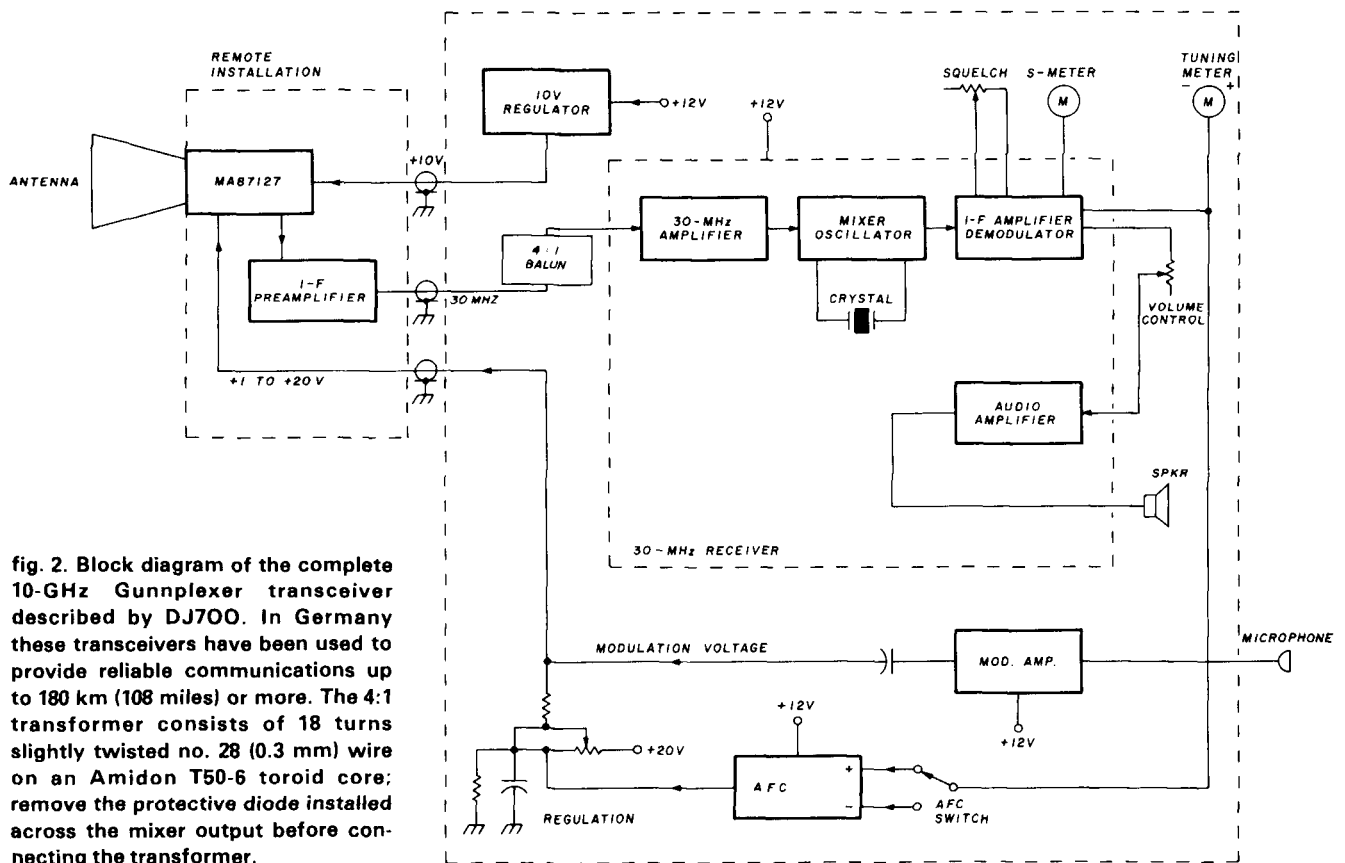 REMOTE
INSTALLATION
ANTENNA
MA87127
I-F
PREAMPLIFIER
+10V
30 MHZ
+1 TO +20V
10V
REGULATOR
+12V
4:1
BALUN
+12V
30-MHz
AMPLIFIER
MIXER
OSCILLATOR
CRYSTAL
SQUELCH
S-METER
M
I-F AMPLIFIER
DEMODULATOR
TUNING
METER
- +
M
VOLUME
CONTROL
AUDIO
AMPLIFIER
SPKR
30-MHz RECEIVER
MODULATION VOLTAGE
MOD. AMP.
+12V
MICROPHONE
+20V
REGULATION
+12V
AFC
+
-
AFC
SWITCH
fig. 2. Block diagram of the complete
10-GHz Gunnplexer transceiver
described by DJ7OO. In Germany
these transceivers have been used to
provide reliable communications up
to 180 km (108 miles) or more. The 4:1
transformer consists of 18 turns
slightly twisted no. 28 (0.3 mm) wire
on an Amidon T50-6 toroid core;
remove the protective diode installed
across the mixer output before con-
necting the transformer.